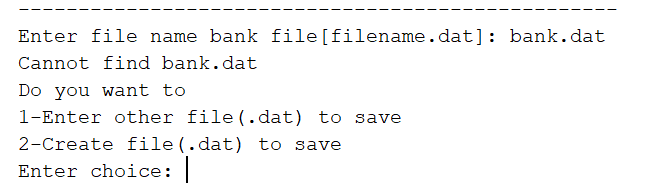 --------------------------------------------------
Enter file name bank file[filename.dat]: bank.dat
Cannot find bank.dat
Do you want to
1-Enter other file(.dat) to save
2-Create file(.dat) to save
Enter choice: